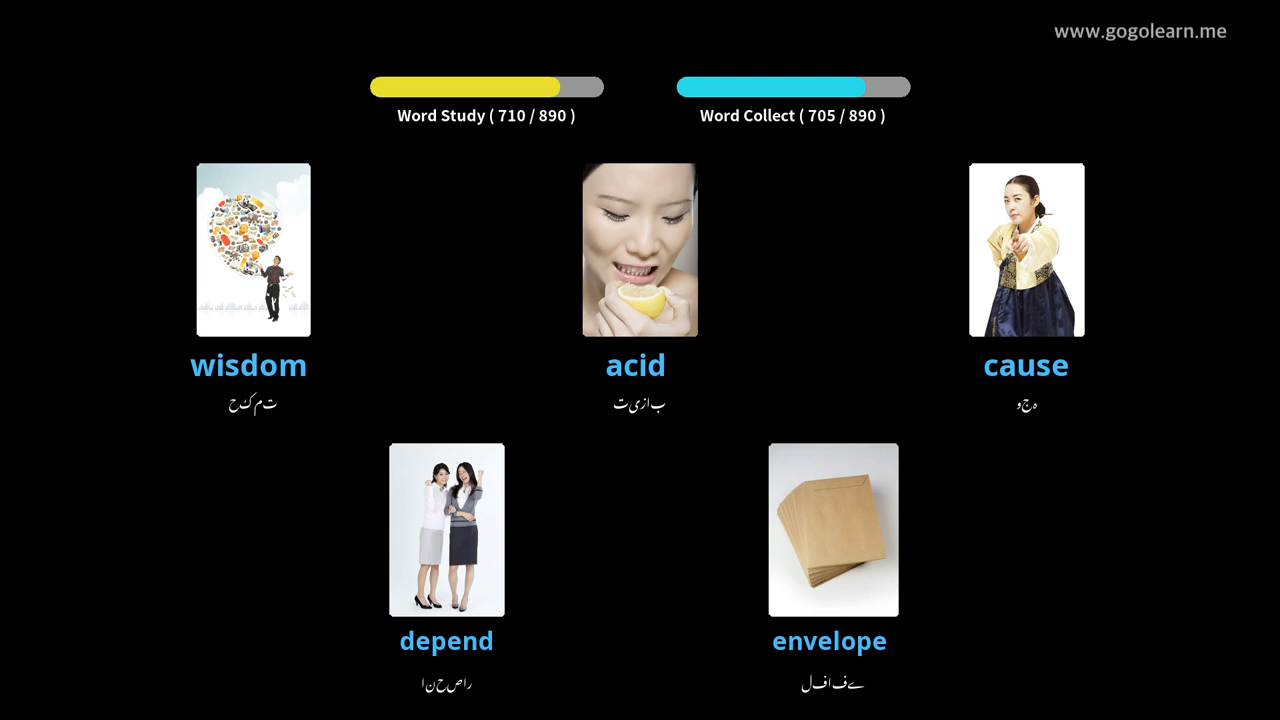 www.gogolearn.me
Word Study ( 710 / 890 )
Word Collect ( 705 / 890 )
wisdom
حکمت
acid
تیزاب
cause
وجہ
depend
انحصار
envelope
لفافے